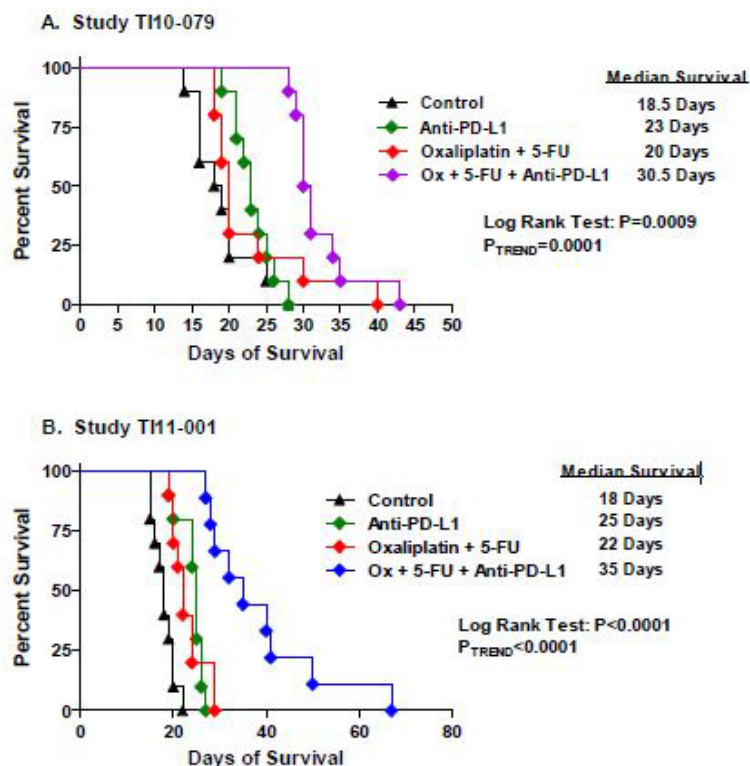 A. Study TI10-079
Percent Survival
100
75
50
25
0
0 5 10 15 20 25 30 35 40 45 50
Days of Survival
Median Survival
Control 18.5 Days
Anti-PD-L1 23 Days
Oxaliplatin + 5-FU 20 Days
Ox + 5-FU + Anti-PD-L1 30.5 Days
Log Rank Test: P=0.0009
PTREND=0.0001
B. Study TI11-001
Percent Survival
100
75
50
25
0
0 20 40 60 80
Days of Survival
Median Survival
Control 18 Days
Anti-PD-L1 25 Days
Oxaliplatin + 5-FU 22 Days
Ox + 5-FU + Anti-PD-L1 35 Days
Log Rank Test: P<0.0001
PTREND<0.0001